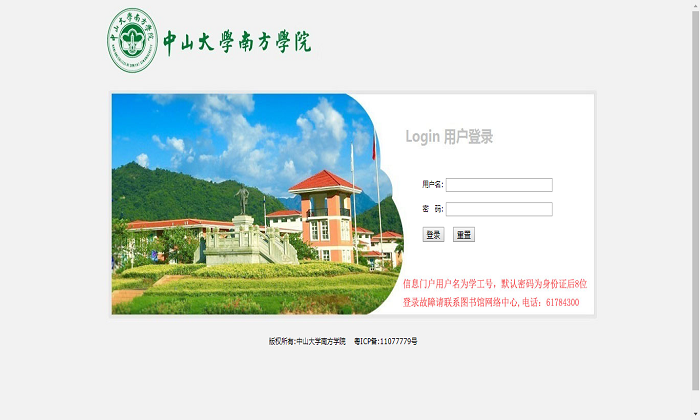 中山大學南方學院
Login 用户登录
用户名:
密 码:
登录 重置
信息门户用户名为学工号，默认密码为身份证后8位
登录故障请联系图书馆网络中心,电话：61784300
版权所有:中山大学南方学院 粤ICP备:11077779号